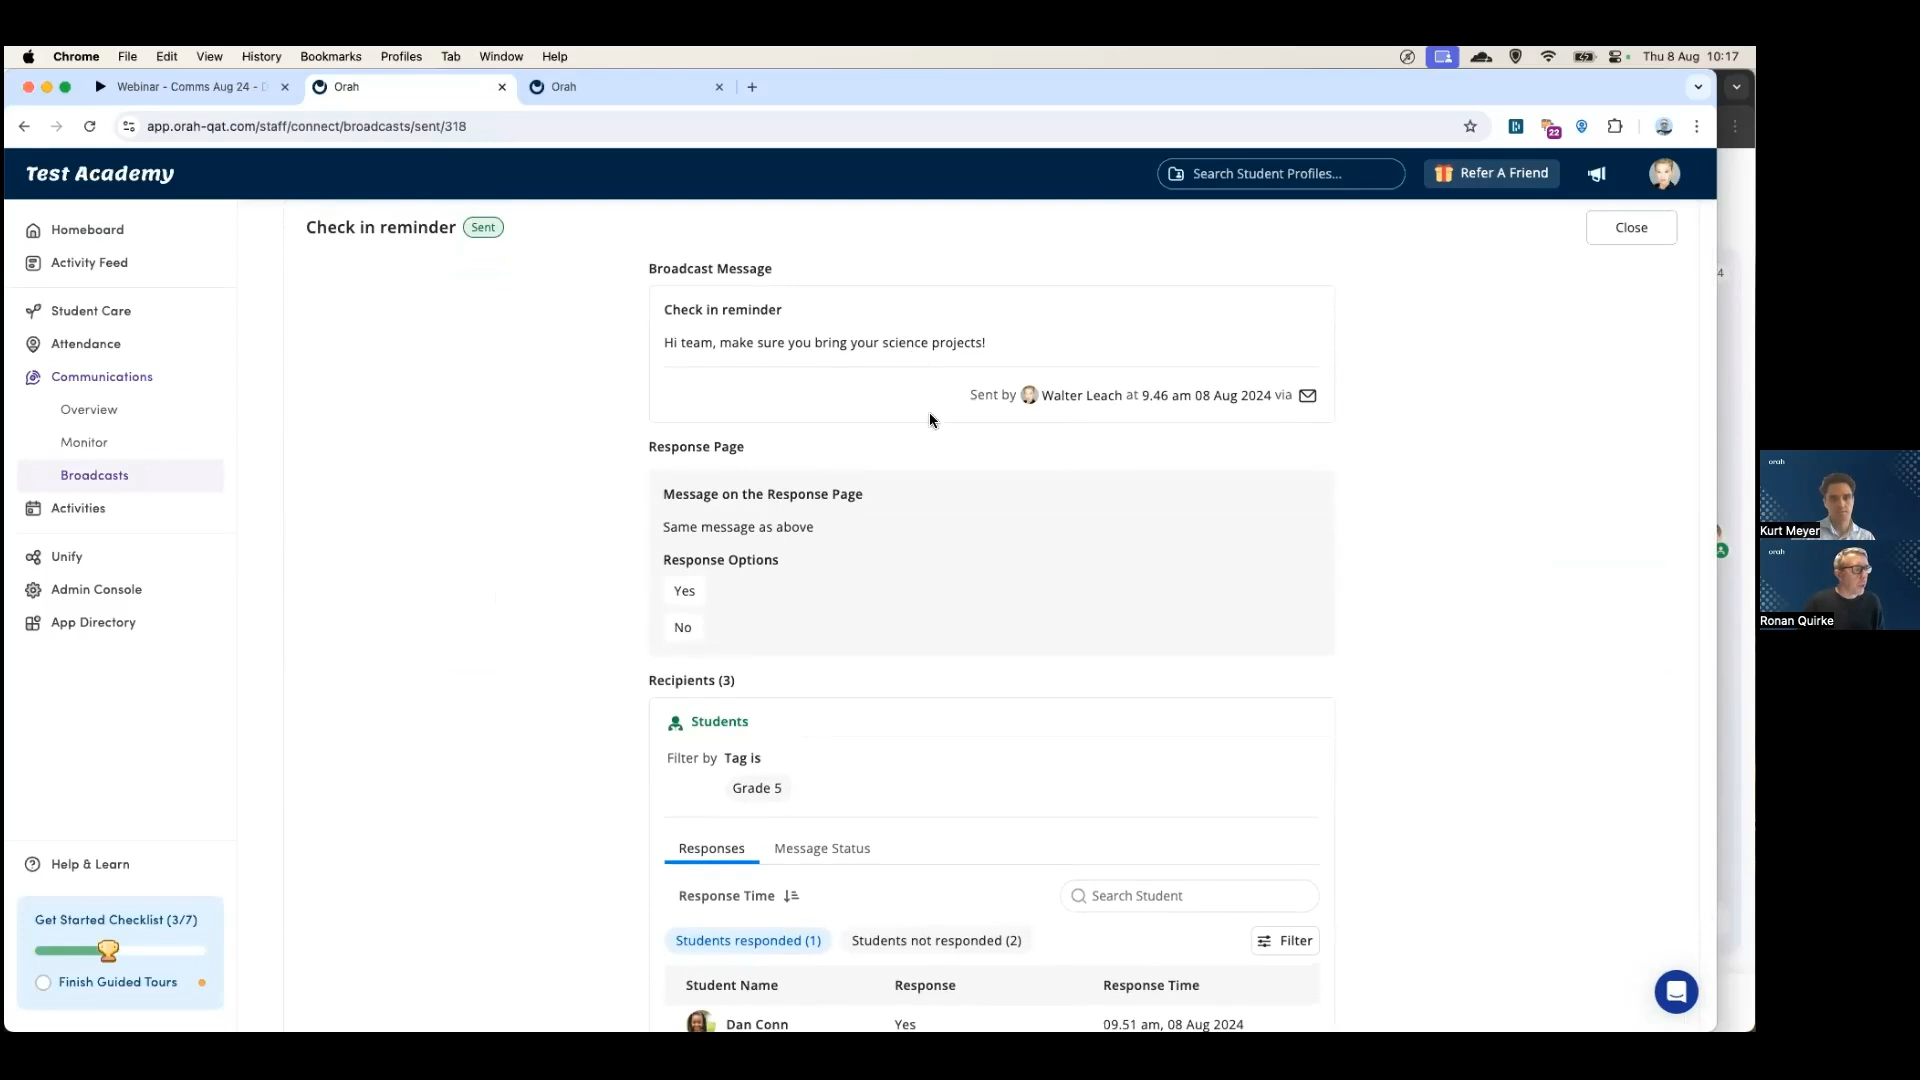 Chrome File Edit View History Bookmarks Profiles Tab Window Help Thu 8 Aug 10:17
Webinar - Comms Aug 24 - D Orah Orah
app.orah-qat.com/staff/connect/broadcasts/sent/318 22
Test Academy Search Student Profiles... Refer A Friend
Homeboard
Activity Feed
Student Care
Attendance
Communications
Overview
Monitor
Broadcasts
Activities
Unify
Admin Console
App Directory
Help & Learn
Get Started Checklist (3/7)
Finish Guided Tours
Check in reminder Sent Close
Broadcast Message
Check in reminder
Hi team, make sure you bring your science projects!
Sent by Walter Leach at 9.46 am 08 Aug 2024 via
Response Page
Message on the Response Page
Same message as above
Response Options
Yes
No
Recipients (3)
Students
Filter by Tag is
Grade 5
Responses Message Status
Response Time Search Student
Students responded (1) Students not responded (2) Filter
Student Name Response Response Time
Dan Conn Yes 09.51 am, 08 Aug 2024
4
orah
Kurt Meyer
orah
Ronan Quirke